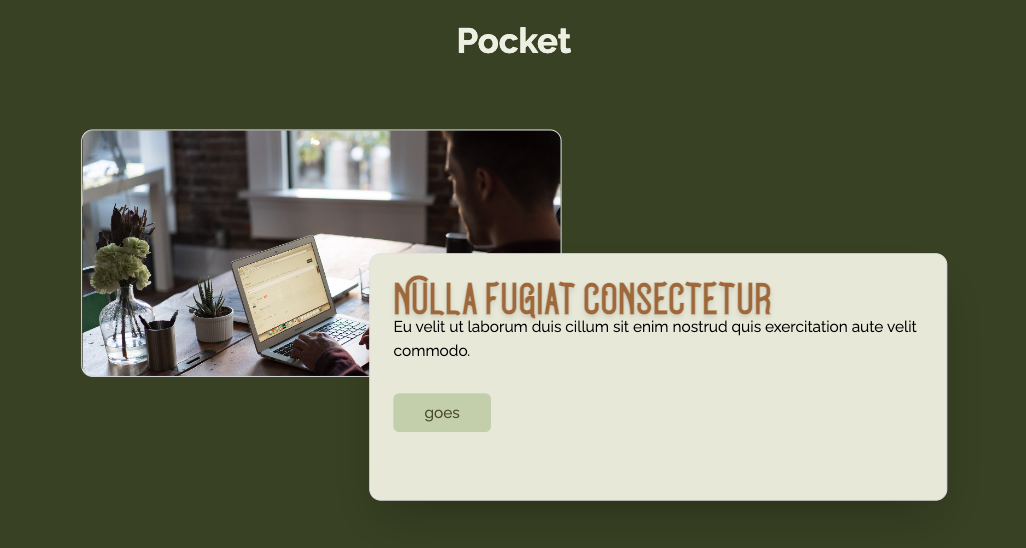 Pocket
NULLA FUGIAT CONSECTETUR
Eu velit ut laborum duis cillum sit enim nostrud quis exercitation aute velit
commodo.
goes